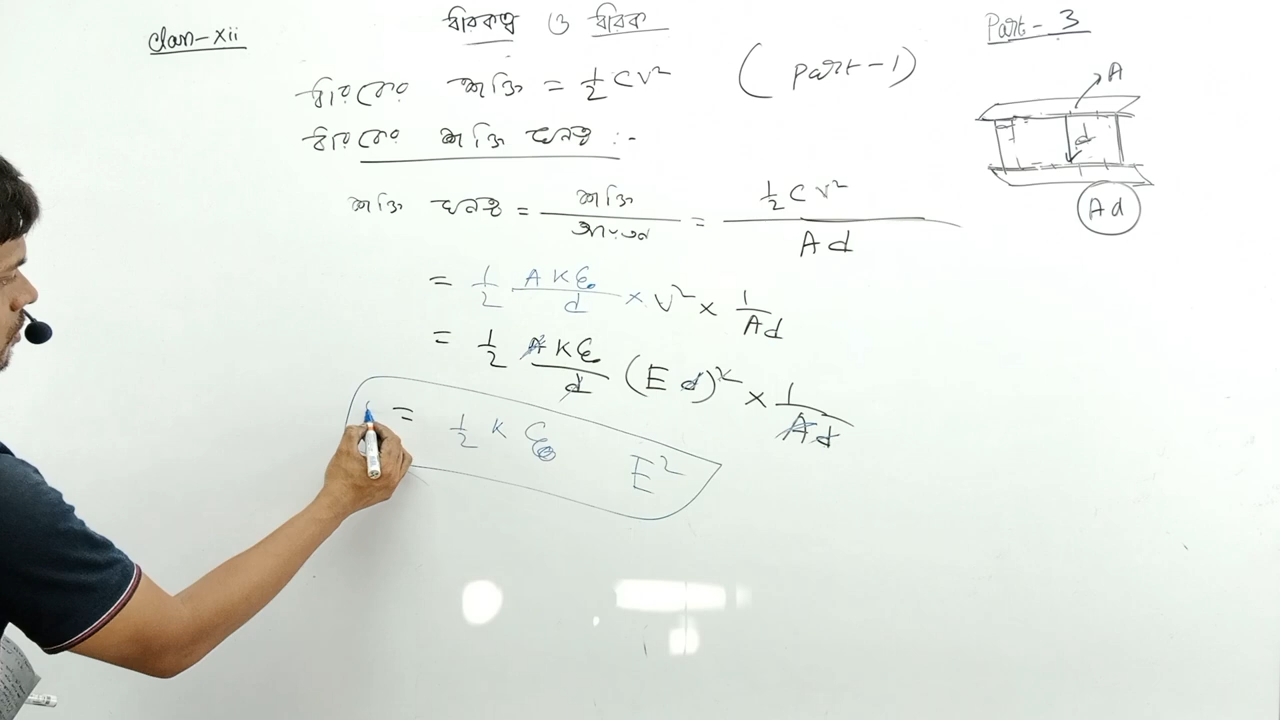 Class-xii
ধারকত্ব ও ধারক
Part-3
ধারকের শক্তি = 1/2 CV² (Part-1)
ধারকের শক্তি ঘনত্ব :-
শক্তি ঘনত্ব = শক্তি / আয়তন = 1/2 CV² / Ad
= 1/2 AKε₀/d × V² × 1/Ad
= 1/2 AKε₀/d (Ed)² × 1/Ad
= 1/2 K ε₀ E²
A
d
Ad